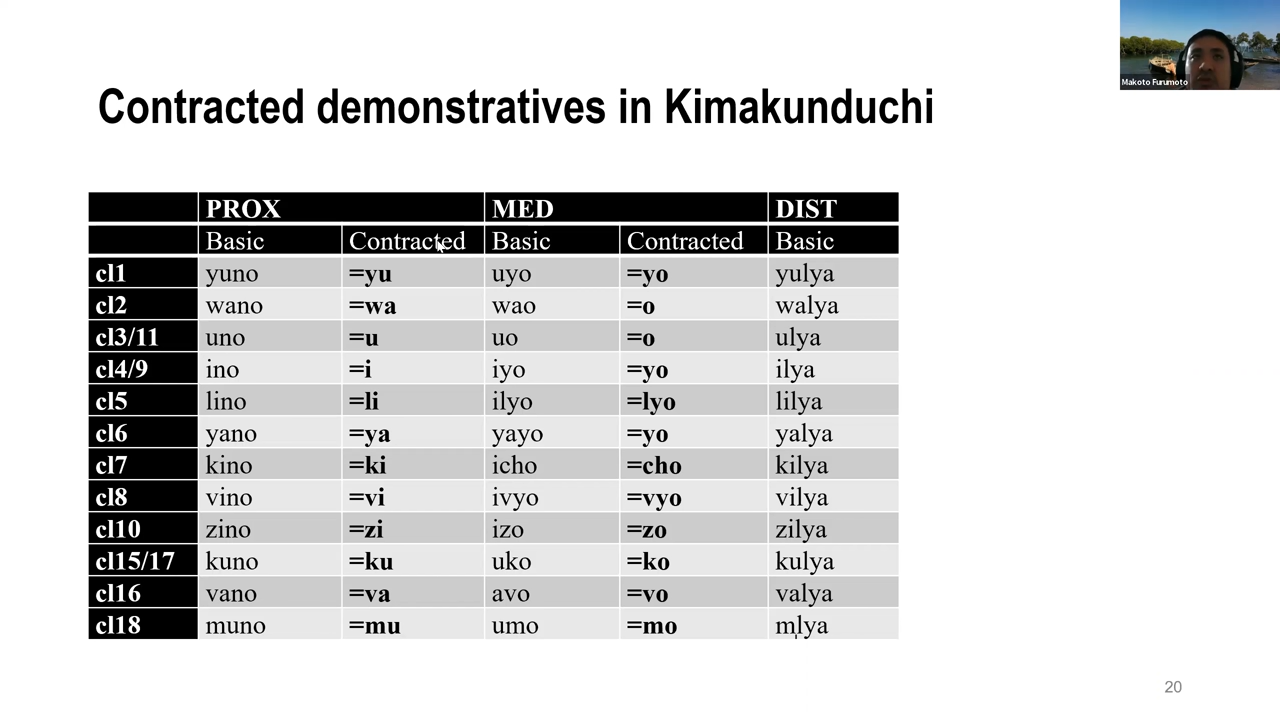 Makoto Furumoto
Contracted demonstratives in Kimakunduchi
PROX MED DIST
Basic Contracted Basic Contracted Basic
cl1 yuno =yu uyo =yo yulya
cl2 wano =wa wao =o walya
cl3/11 uno =u uo =o ulya
cl4/9 ino =i iyo =yo ilya
cl5 lino =li ilyo =lyo lilya
cl6 yano =ya yayo =yo yalya
cl7 kino =ki icho =cho kilya
cl8 vino =vi ivyo =vyo vilya
cl10 zino =zi izo =zo zilya
cl15/17 kuno =ku uko =ko kulya
cl16 vano =va avo =vo valya
cl18 muno =mu umo =mo mlya
20